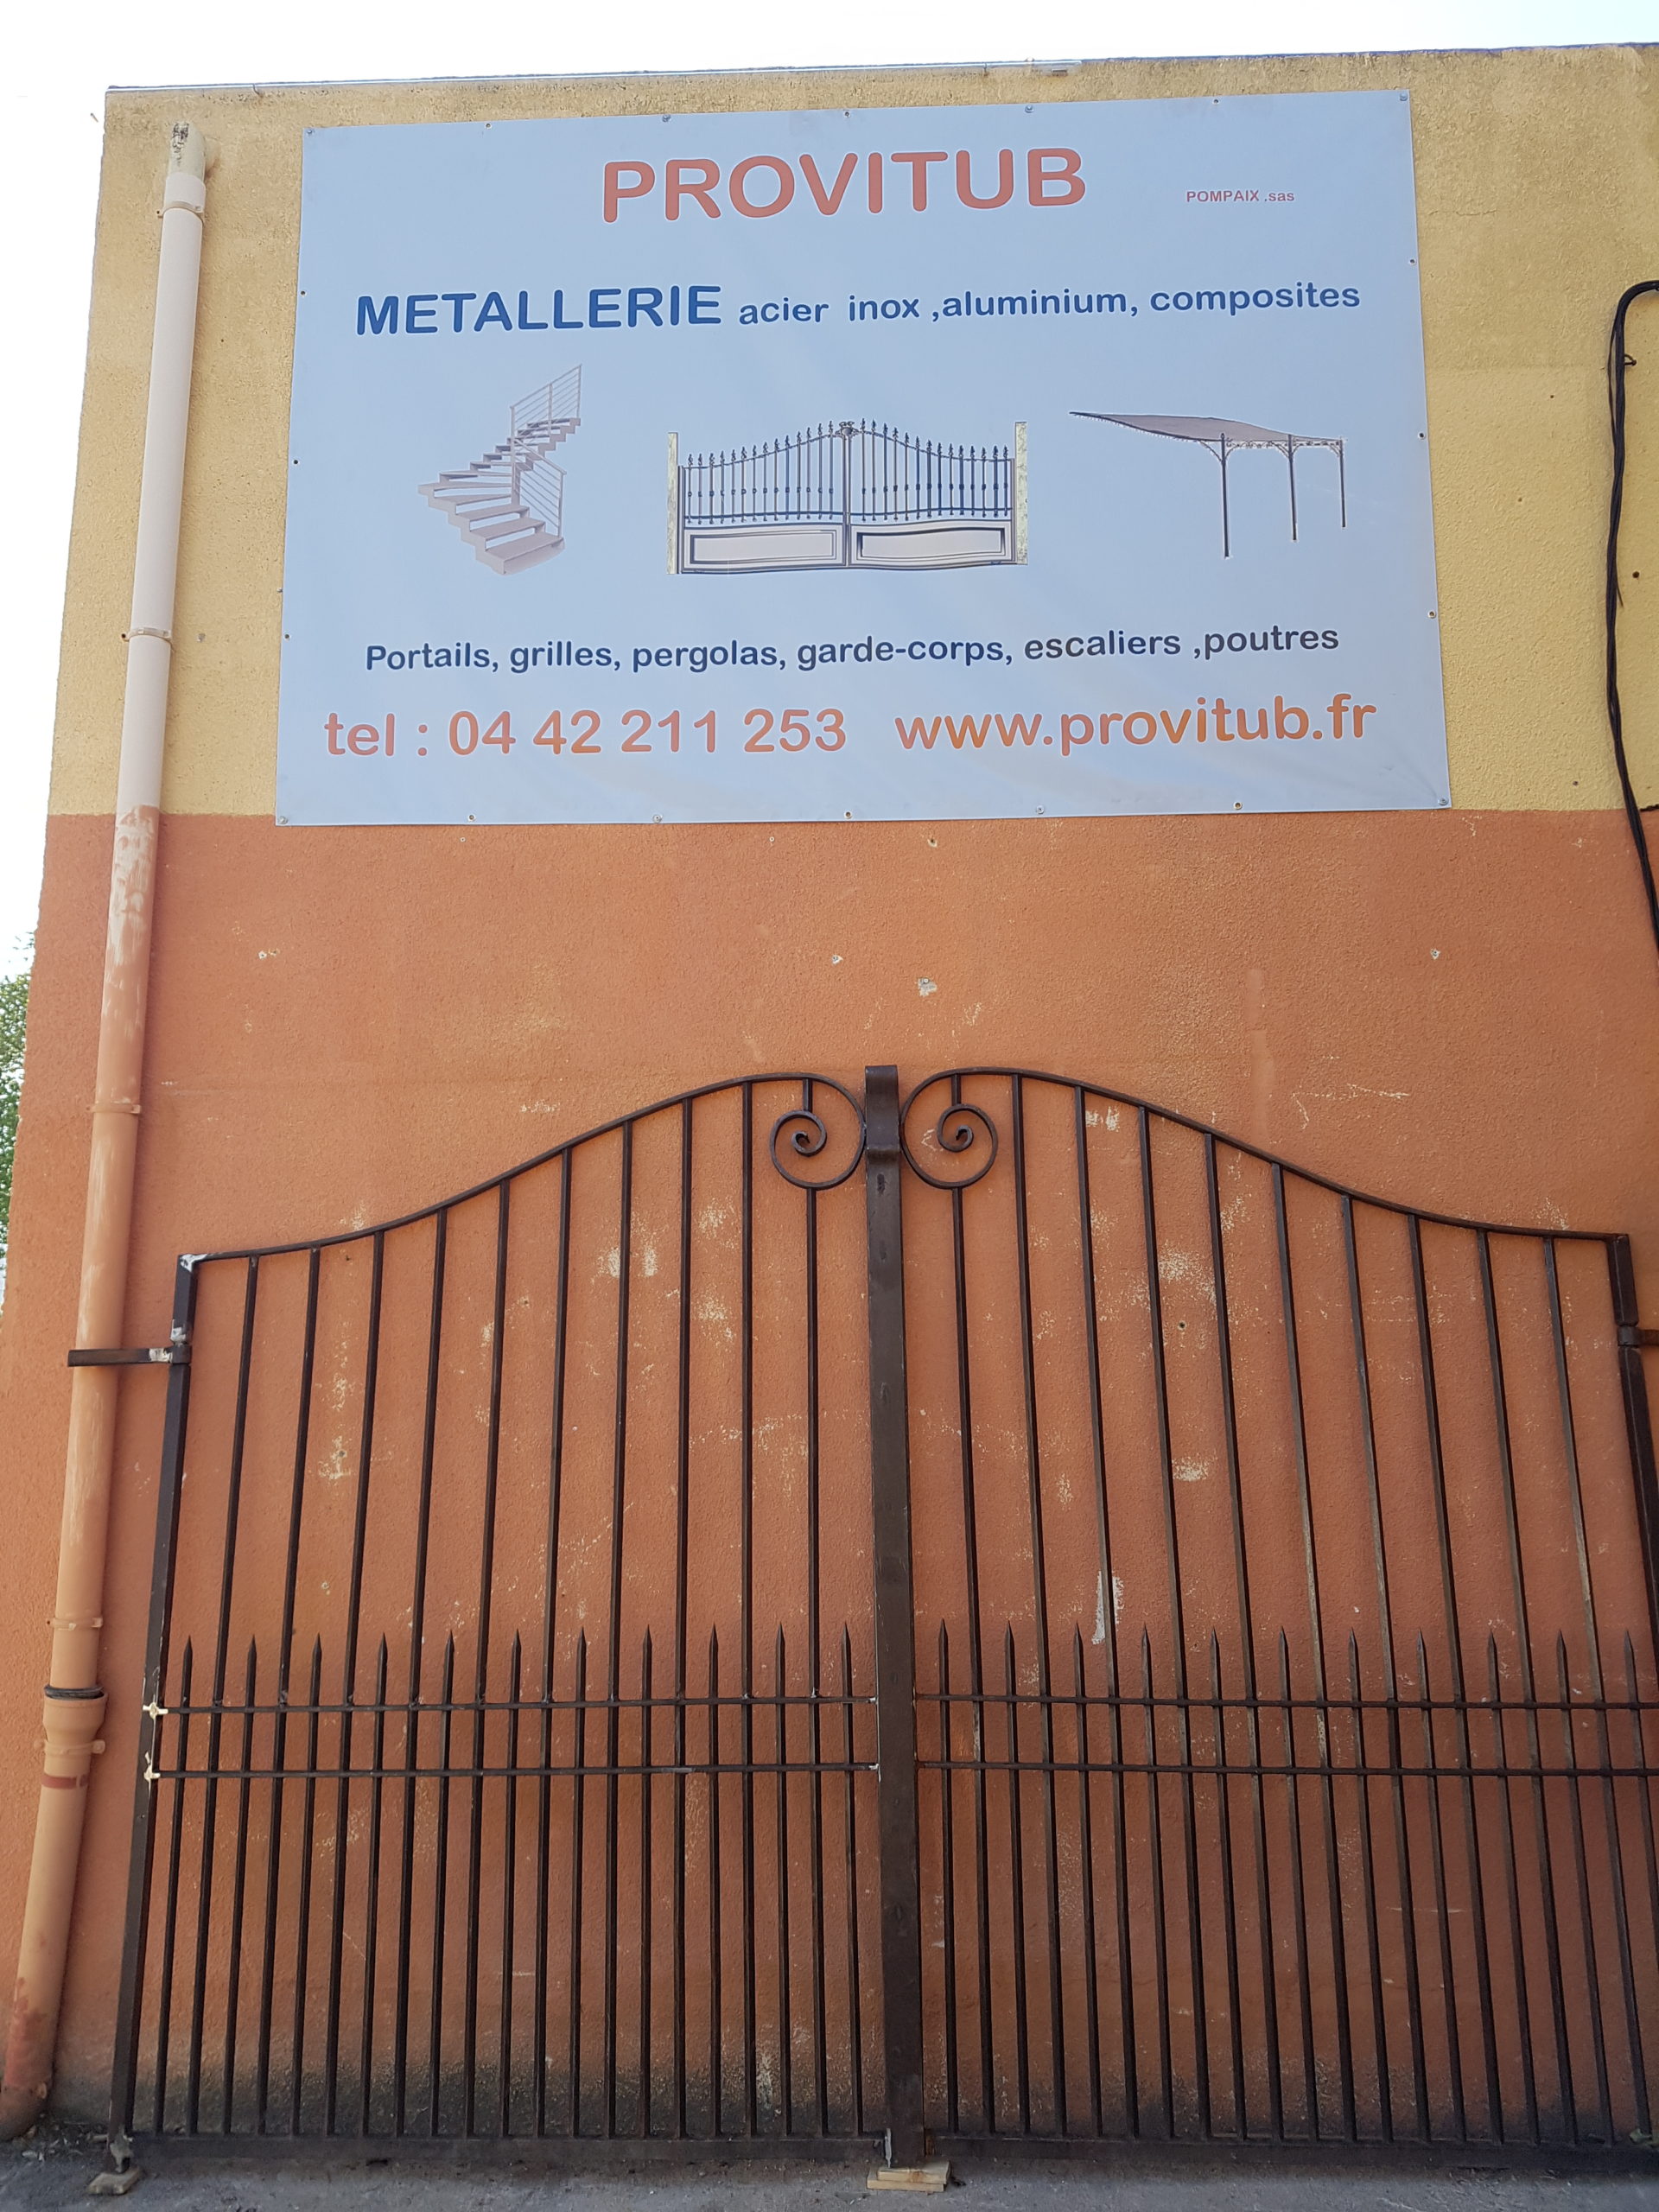 PROVITUB POMPAIX .sas
METALLERIE acier inox ,aluminium, composites
Portails, grilles, pergolas, garde-corps, escaliers ,poutres
tel : 04 42 211 253 www.provitub.fr